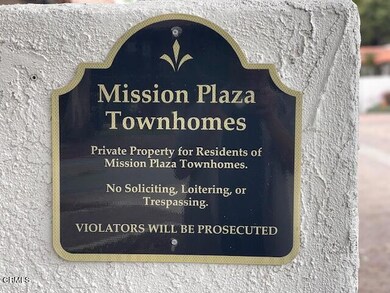 Mission Plaza
Townhomes
Private Property for Residents of
Mission Plaza Townhomes.
No Soliciting, Loitering, or
Trespassing.
VIOLATORS WILL BE PROSECUTED